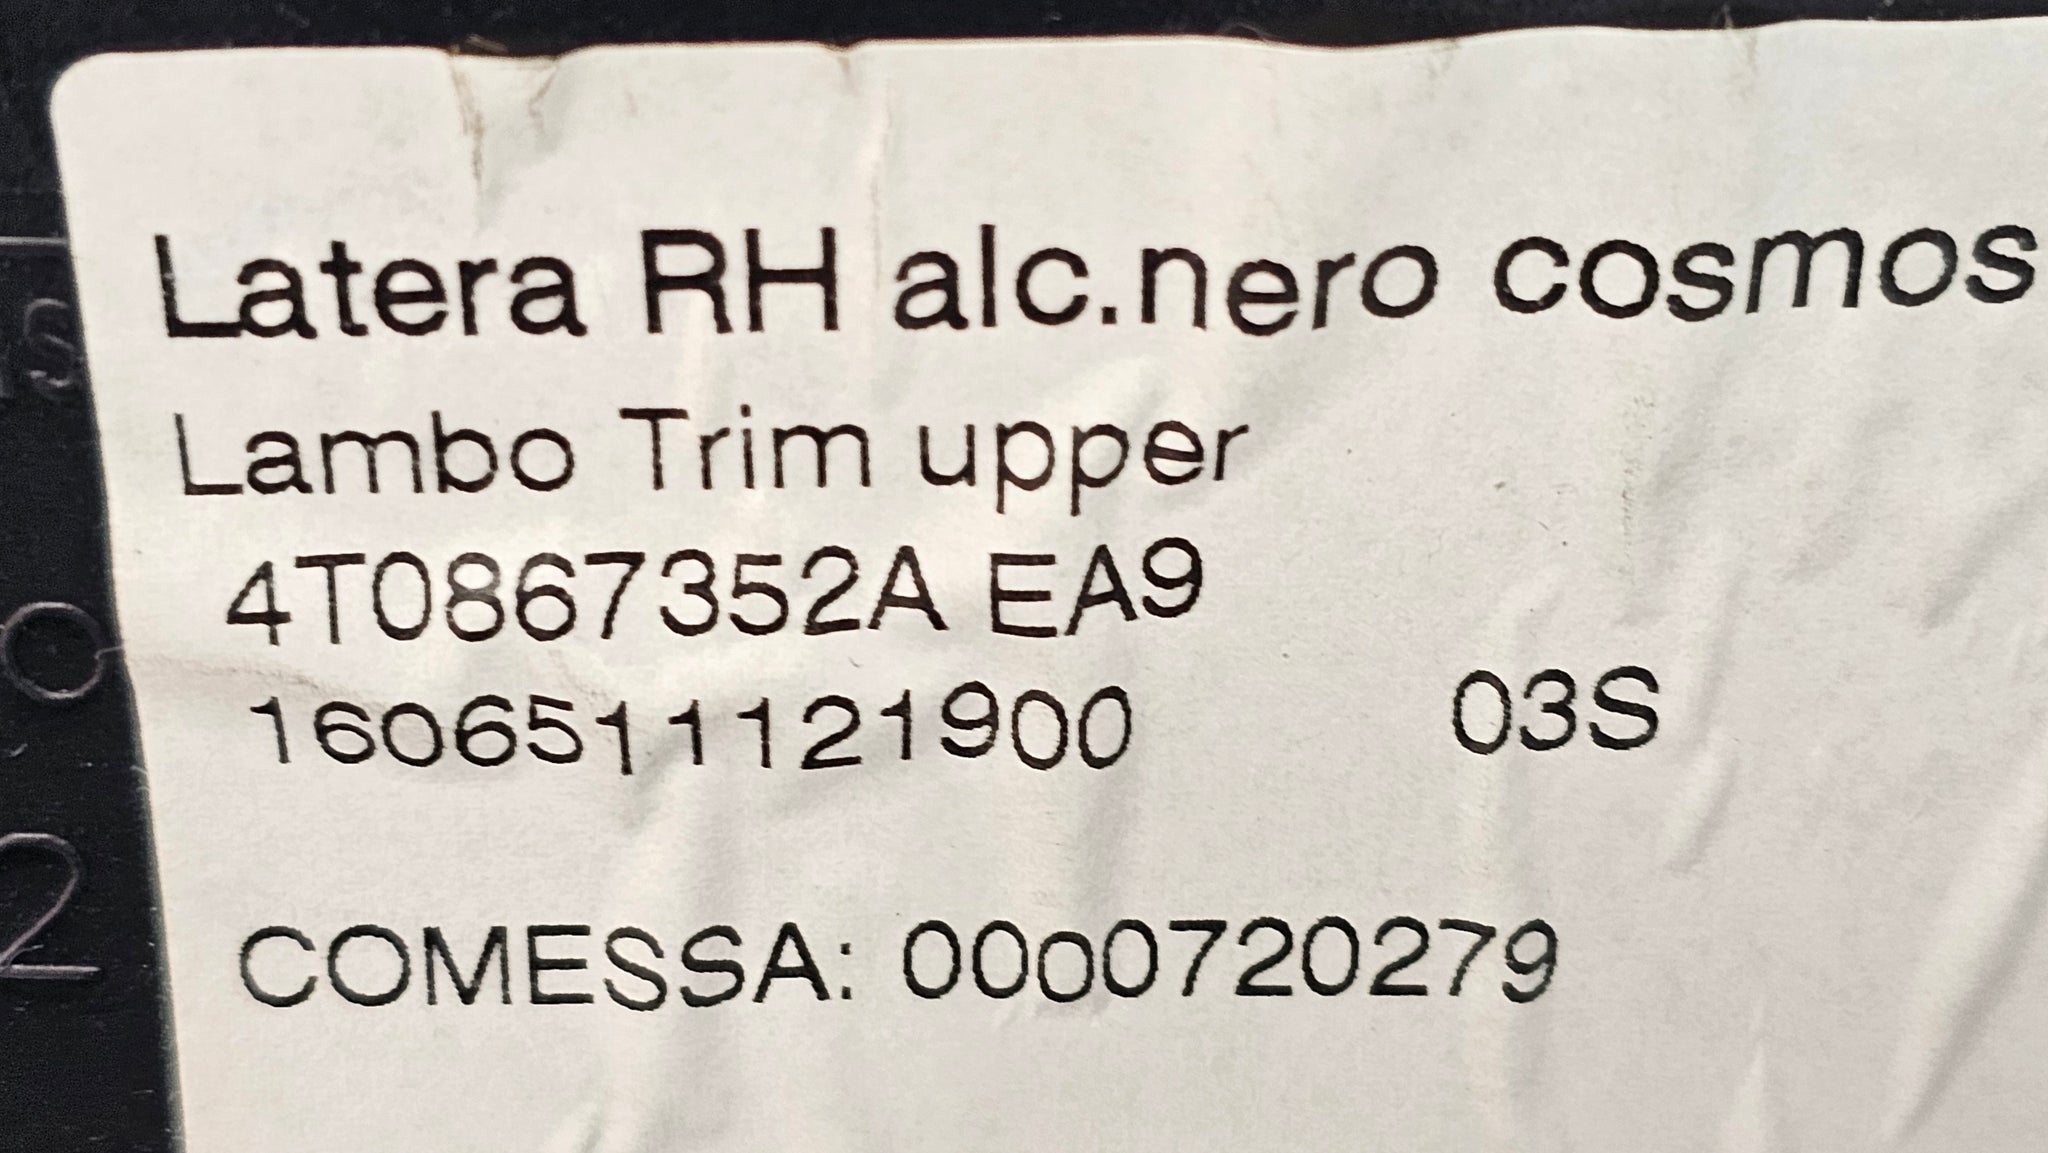 Latera RH alc.nero cosmos
Lambo Trim upper
4T0867352A EA9
1606511121900 03S
COMESSA: 0000720279